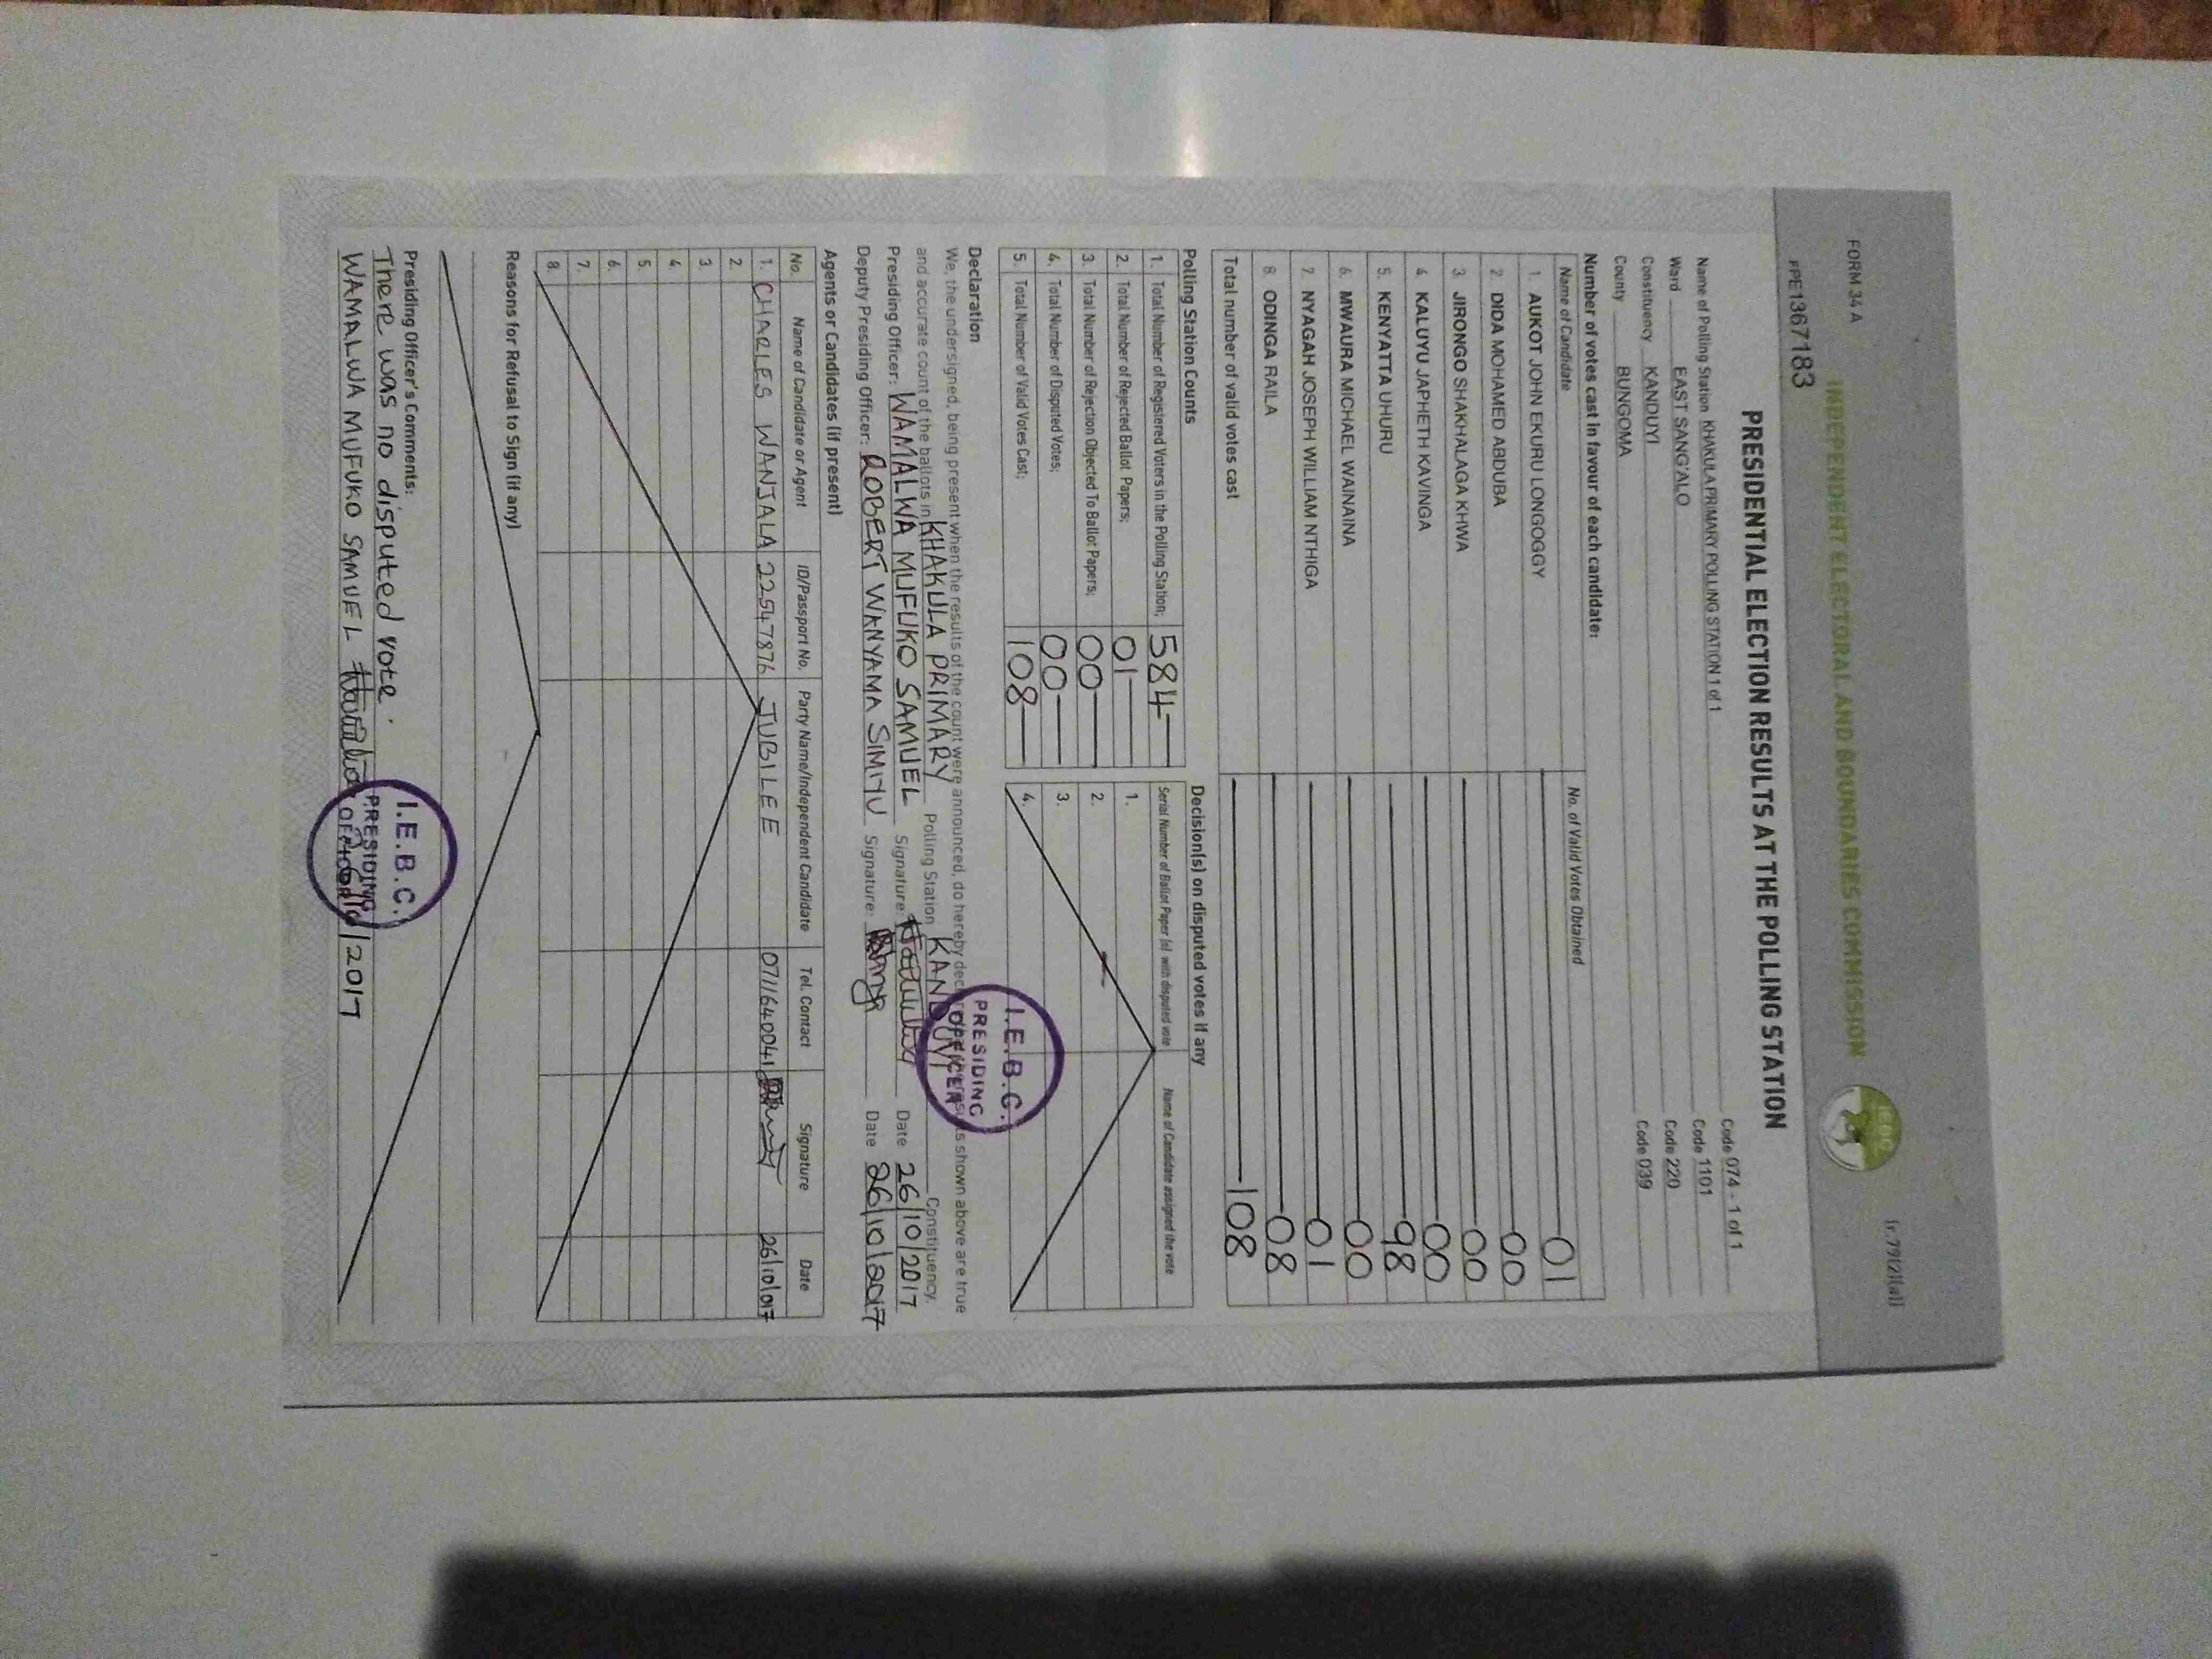 FORM 34 A
(r.79(2)(a))
INDEPENDENT ELECTORAL AND BOUNDARIES COMMISSION
IEBC
FPE1367183
PRESIDENTIAL ELECTION RESULTS AT THE POLLING STATION
Name of Polling Station KHAKULA PRIMARY POLLING STATION 1 of 1 Code 074 - 1 of 1
Ward EAST SANG'ALO Code 1101
Constituency KANDUYI Code 220
County BUNGOMA Code 039
Number of votes cast in favour of each candidate:
Name of Candidate No. of Valid Votes Obtained
1. AUKOT JOHN EKURU LONGOGGY 01
2. DIDA MOHAMED ABDUBA 00
3. JIRONGO SHAKHALAGA KHWA 00
4. KALUYU JAPHETH KAVINGA 00
5. KENYATTA UHURU 98
6. MWAURA MICHAEL WAINAINA 00
7. NYAGAH JOSEPH WILLIAM NTHIGA 01
8. ODINGA RAILA 08
Total number of valid votes cast 108
Polling Station Counts
1. Total Number of Registered Voters in the Polling Station; 584
2. Total Number of Rejected Ballot Papers; 01
3. Total Number of Rejection Objected To Ballot Papers; 00
4. Total Number of Disputed Votes; 00
5. Total Number of Valid Votes Cast; 108
Decision(s) on disputed votes if any
Serial Number of Ballot Paper (s) with disputed vote Name of Candidate assigned the vote
1.
2.
3.
4.
Declaration
We, the undersigned, being present when the results of the count were announced, do hereby declare that the results shown above are true
and accurate count of the ballots in KHAKULA PRIMARY Polling Station KANDUYI Constituency.
Presiding Officer: WAMALWA MUFUKO SAMUEL Signature: Date 26/10/2017
Deputy Presiding Officer: ROBERT WANYAMA SIMIYU Signature: Date 26/10/2017
I.E.B.C.
PRESIDING
OFFICER
Agents or Candidates (if present)
No. Name of Candidate or Agent ID/Passport No. Party Name/Independent Candidate Tel. Contact Signature Date
1. CHARLES WANJALA 22547876 JUBILEE 0711640041 26/10/017
2.
3.
4.
5.
6.
7.
8.
Reasons for Refusal to Sign (if any)
Presiding Officer's Comments:
There was no disputed vote.
WAMALWA MUFUKO SAMUEL 26/10/2017
I.E.B.C.
PRESIDING
OFFICER